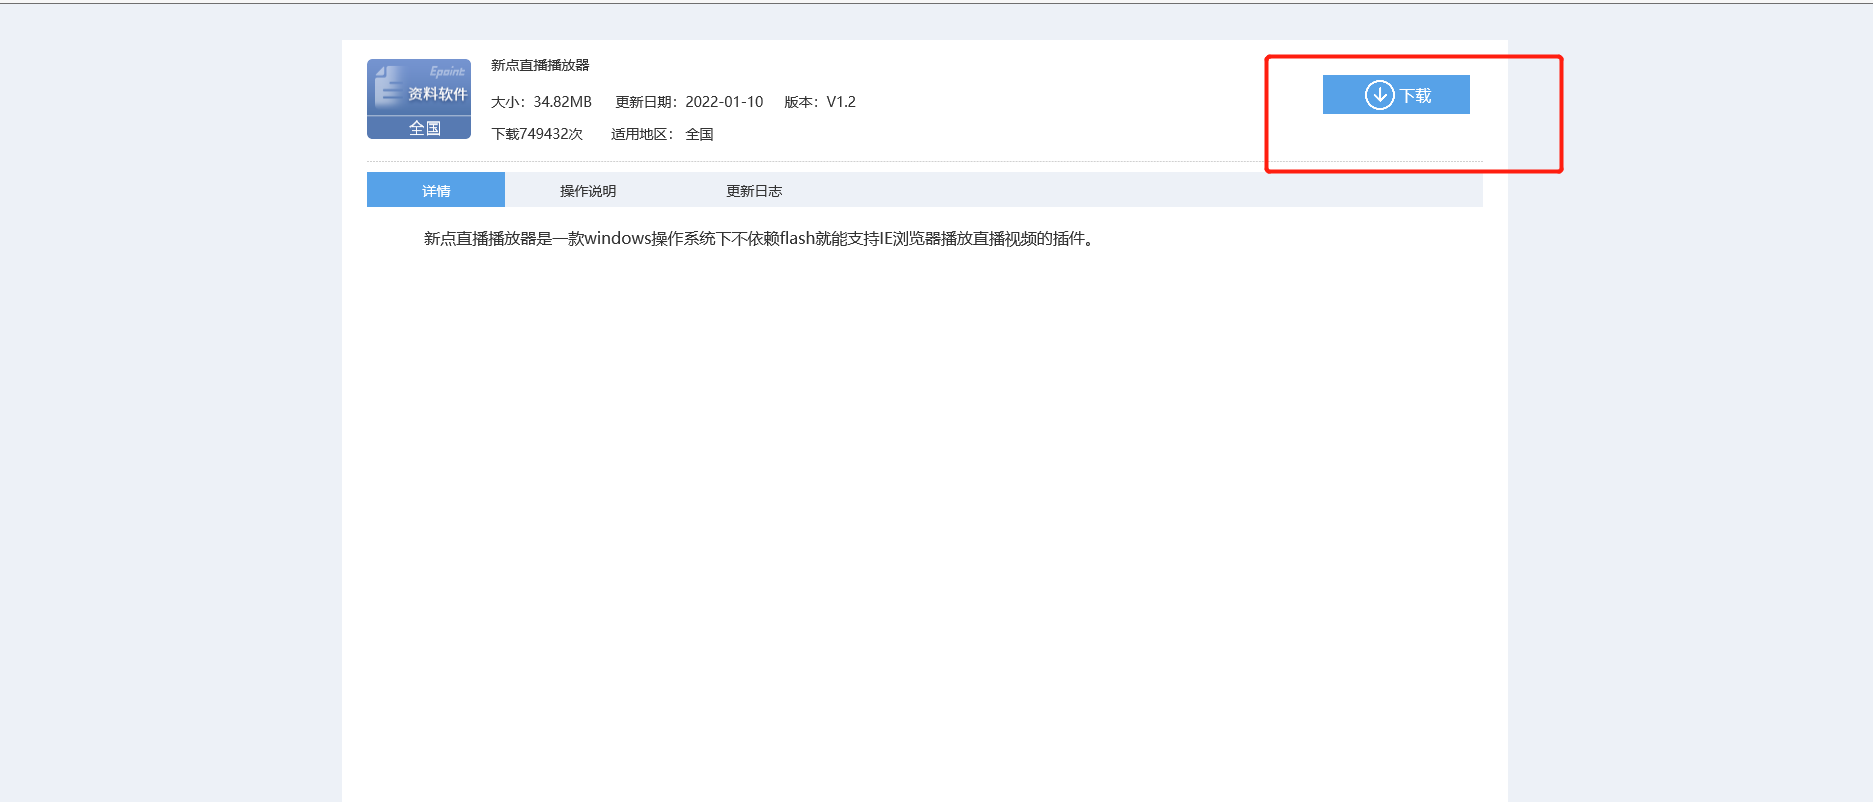 Epoint
资料软件
全国
新点直播播放器
大小：34.82MB 更新日期：2022-01-10 版本：V1.2
下载749432次 适用地区： 全国
下载
详情 操作说明 更新日志
新点直播播放器是一款windows操作系统下不依赖flash就能支持IE浏览器播放直播视频的插件。